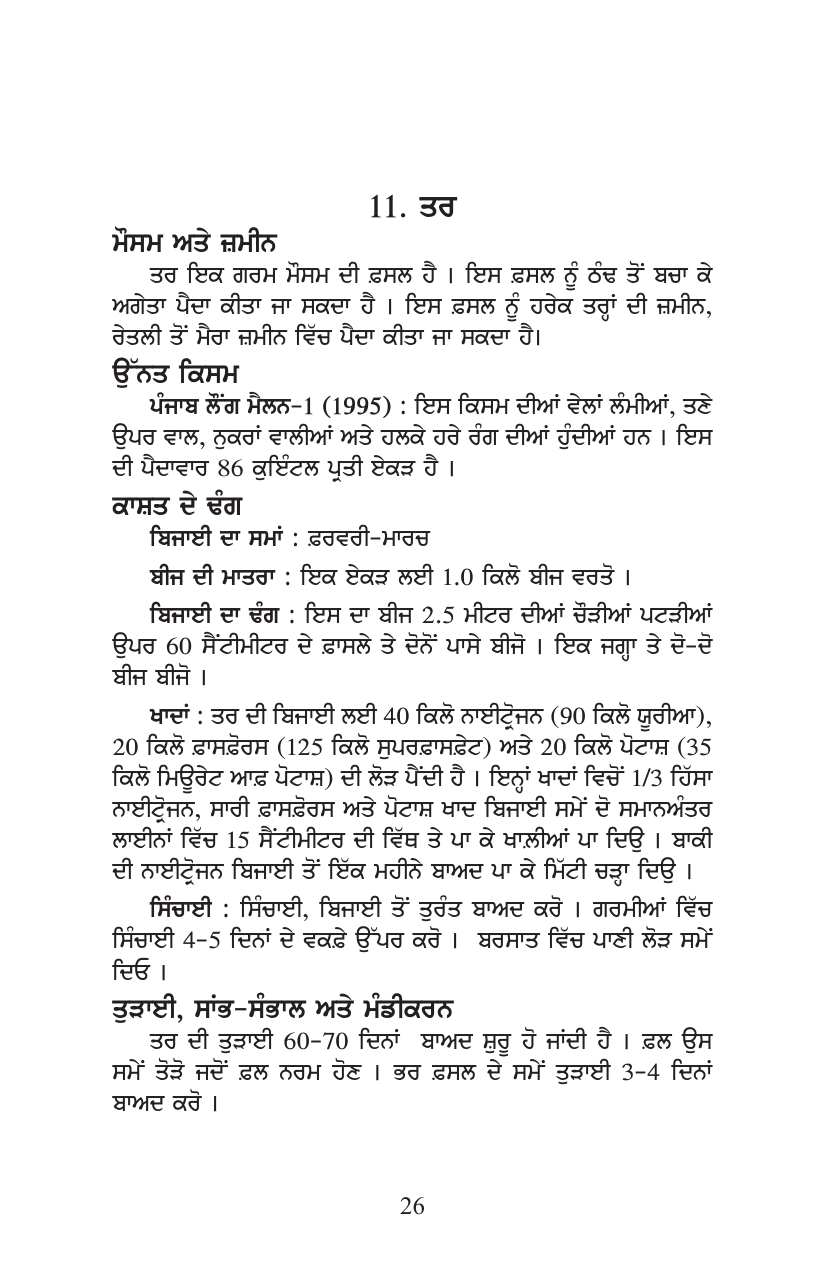 11. ਤਰ
ਮੌਸਮ ਅਤੇ ਜ਼ਮੀਨ
ਤਰ ਇਕ ਗਰਮ ਮੌਸਮ ਦੀ ਫ਼ਸਲ ਹੈ । ਇਸ ਫ਼ਸਲ ਨੂੰ ਠੰਢ ਤੋਂ ਬਚਾ ਕੇ
ਅਗੇਤਾ ਪੈਦਾ ਕੀਤਾ ਜਾ ਸਕਦਾ ਹੈ । ਇਸ ਫ਼ਸਲ ਨੂੰ ਹਰੇਕ ਤਰ੍ਹਾਂ ਦੀ ਜ਼ਮੀਨ,
ਰੇਤਲੀ ਤੋਂ ਮੈਰਾ ਜ਼ਮੀਨ ਵਿੱਚ ਪੈਦਾ ਕੀਤਾ ਜਾ ਸਕਦਾ ਹੈ।
ਉੱਨਤ ਕਿਸਮ
ਪੰਜਾਬ ਲੌਂਗ ਮੈਲਨ-1 (1995) : ਇਸ ਕਿਸਮ ਦੀਆਂ ਵੇਲਾਂ ਲੰਮੀਆਂ, ਤਣੇ
ਉਪਰ ਵਾਲ, ਨੁਕਰਾਂ ਵਾਲੀਆਂ ਅਤੇ ਹਲਕੇ ਹਰੇ ਰੰਗ ਦੀਆਂ ਹੁੰਦੀਆਂ ਹਨ । ਇਸ
ਦੀ ਪੈਦਾਵਾਰ 86 ਕੁਇੰਟਲ ਪ੍ਰਤੀ ਏਕੜ ਹੈ ।
ਕਾਸ਼ਤ ਦੇ ਢੰਗ
ਬਿਜਾਈ ਦਾ ਸਮਾਂ : ਫ਼ਰਵਰੀ-ਮਾਰਚ
ਬੀਜ ਦੀ ਮਾਤਰਾ : ਇਕ ਏਕੜ ਲਈ 1.0 ਕਿਲੋ ਬੀਜ ਵਰਤੋ ।
ਬਿਜਾਈ ਦਾ ਢੰਗ : ਇਸ ਦਾ ਬੀਜ 2.5 ਮੀਟਰ ਦੀਆਂ ਚੌੜੀਆਂ ਪਟੜੀਆਂ
ਉਪਰ 60 ਸੈਂਟੀਮੀਟਰ ਦੇ ਫ਼ਾਸਲੇ ਤੇ ਦੋਨੋਂ ਪਾਸੇ ਬੀਜੋ । ਇਕ ਜਗ੍ਹਾ ਤੇ ਦੋ-ਦੋ
ਬੀਜ ਬੀਜੋ ।
ਖਾਦਾਂ : ਤਰ ਦੀ ਬਿਜਾਈ ਲਈ 40 ਕਿਲੋ ਨਾਈਟ੍ਰੋਜਨ (90 ਕਿਲੋ ਯੂਰੀਆ),
20 ਕਿਲੋ ਫ਼ਾਸਫ਼ੋਰਸ (125 ਕਿਲੋ ਸੁਪਰਫ਼ਾਸਫ਼ੇਟ) ਅਤੇ 20 ਕਿਲੋ ਪੋਟਾਸ਼ (35
ਕਿਲੋ ਮਿਊਰੇਟ ਆਫ਼ ਪੋਟਾਸ਼) ਦੀ ਲੋੜ ਪੈਂਦੀ ਹੈ । ਇਨ੍ਹਾਂ ਖਾਦਾਂ ਵਿਚੋਂ 1/3 ਹਿੱਸਾ
ਨਾਈਟ੍ਰੋਜਨ, ਸਾਰੀ ਫ਼ਾਸਫ਼ੋਰਸ ਅਤੇ ਪੋਟਾਸ਼ ਖਾਦ ਬਿਜਾਈ ਸਮੇਂ ਦੋ ਸਮਾਨਅੰਤਰ
ਲਾਈਨਾਂ ਵਿੱਚ 15 ਸੈਂਟੀਮੀਟਰ ਦੀ ਵਿੱਥ ਤੇ ਪਾ ਕੇ ਖਾਲ਼ੀਆਂ ਪਾ ਦਿਉ । ਬਾਕੀ
ਦੀ ਨਾਈਟ੍ਰੋਜਨ ਬਿਜਾਈ ਤੋਂ ਇੱਕ ਮਹੀਨੇ ਬਾਅਦ ਪਾ ਕੇ ਮਿੱਟੀ ਚੜ੍ਹਾ ਦਿਉ ।
ਸਿੰਚਾਈ : ਸਿੰਚਾਈ, ਬਿਜਾਈ ਤੋਂ ਤੁਰੰਤ ਬਾਅਦ ਕਰੋ । ਗਰਮੀਆਂ ਵਿੱਚ
ਸਿੰਚਾਈ 4-5 ਦਿਨਾਂ ਦੇ ਵਕਫ਼ੇ ਉੱਪਰ ਕਰੋ । ਬਰਸਾਤ ਵਿੱਚ ਪਾਣੀ ਲੋੜ ਸਮੇਂ
ਦਿਓ ।
ਤੁੜਾਈ, ਸਾਂਭ-ਸੰਭਾਲ ਅਤੇ ਮੰਡੀਕਰਨ
ਤਰ ਦੀ ਤੁੜਾਈ 60-70 ਦਿਨਾਂ ਬਾਅਦ ਸ਼ੁਰੂ ਹੋ ਜਾਂਦੀ ਹੈ । ਫ਼ਲ ਉਸ
ਸਮੇਂ ਤੋੜੋ ਜਦੋਂ ਫ਼ਲ ਨਰਮ ਹੋਣ । ਭਰ ਫ਼ਸਲ ਦੇ ਸਮੇਂ ਤੁੜਾਈ 3-4 ਦਿਨਾਂ
ਬਾਅਦ ਕਰੋ ।
26